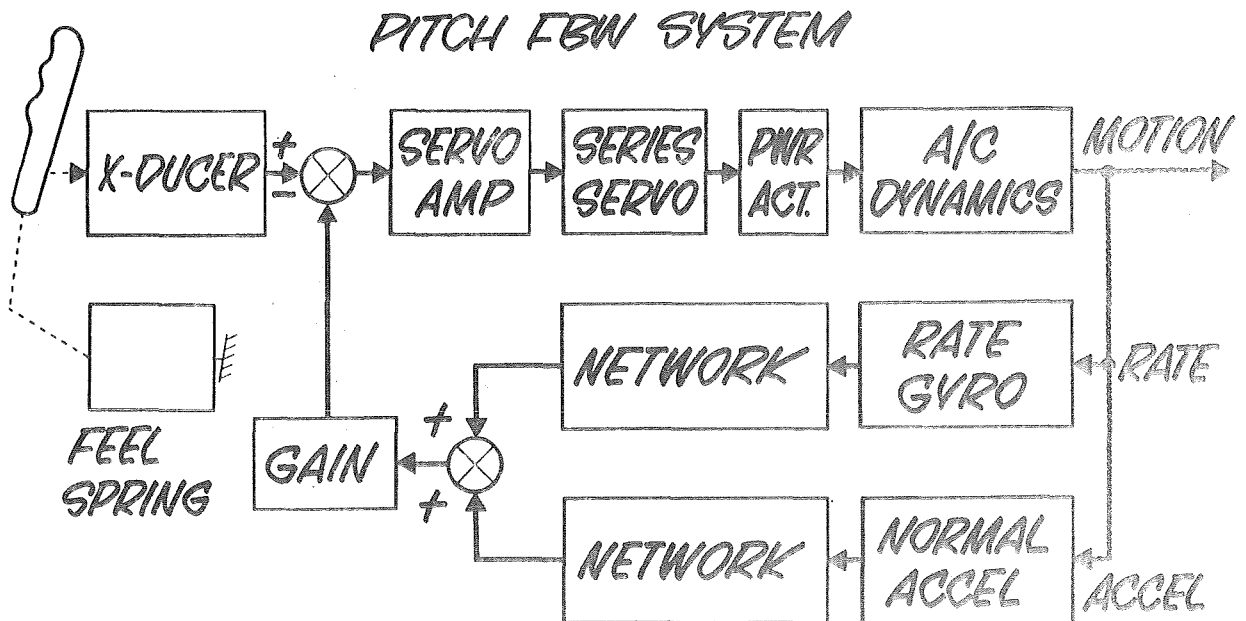 PITCH FBW SYSTEM
X-DUCER
+
−
SERVO
AMP
SERIES
SERVO
PWR
ACT.
A/C
DYNAMICS
MOTION
NETWORK
RATE
GYRO
RATE
FEEL
SPRING
GAIN
+
+
NETWORK
NORMAL
ACCEL
ACCEL